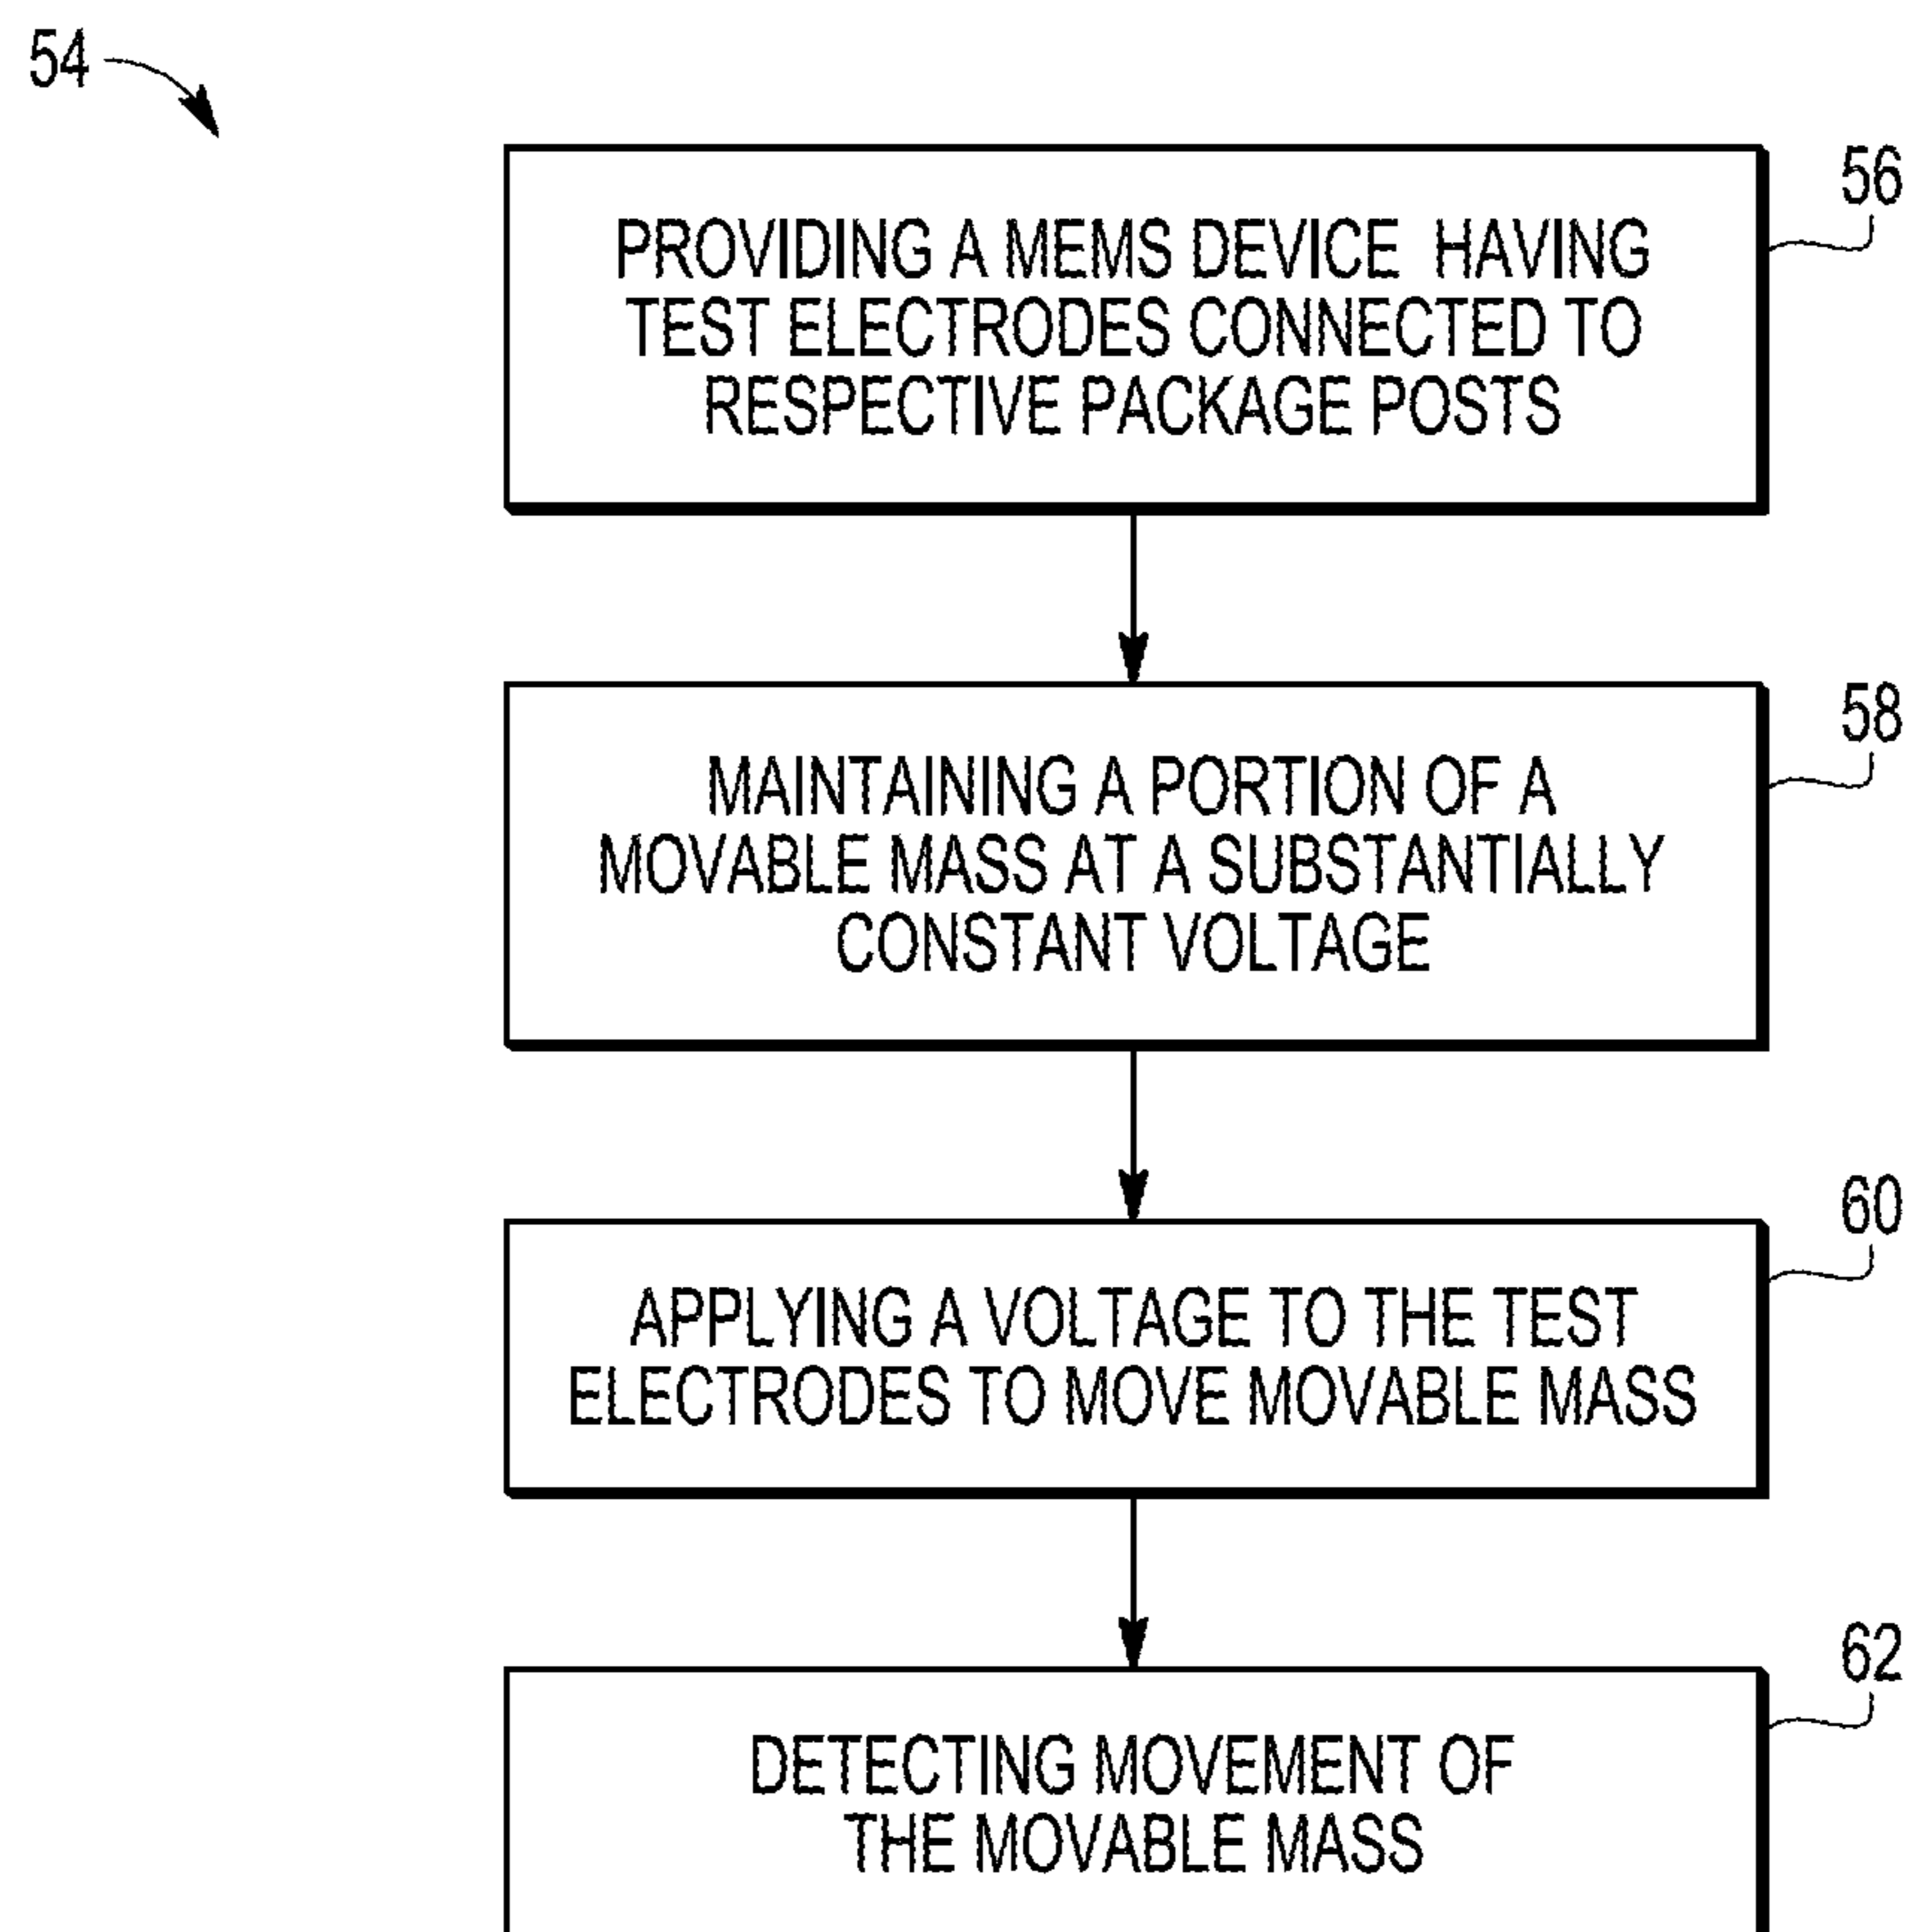 54
56
PROVIDING A MEMS DEVICE HAVING
TEST ELECTRODES CONNECTED TO
RESPECTIVE PACKAGE POSTS
58
MAINTAINING A PORTION OF A
MOVABLE MASS AT A SUBSTANTIALLY
CONSTANT VOLTAGE
60
APPLYING A VOLTAGE TO THE TEST
ELECTRODES TO MOVE MOVABLE MASS
62
DETECTING MOVEMENT OF
THE MOVABLE MASS